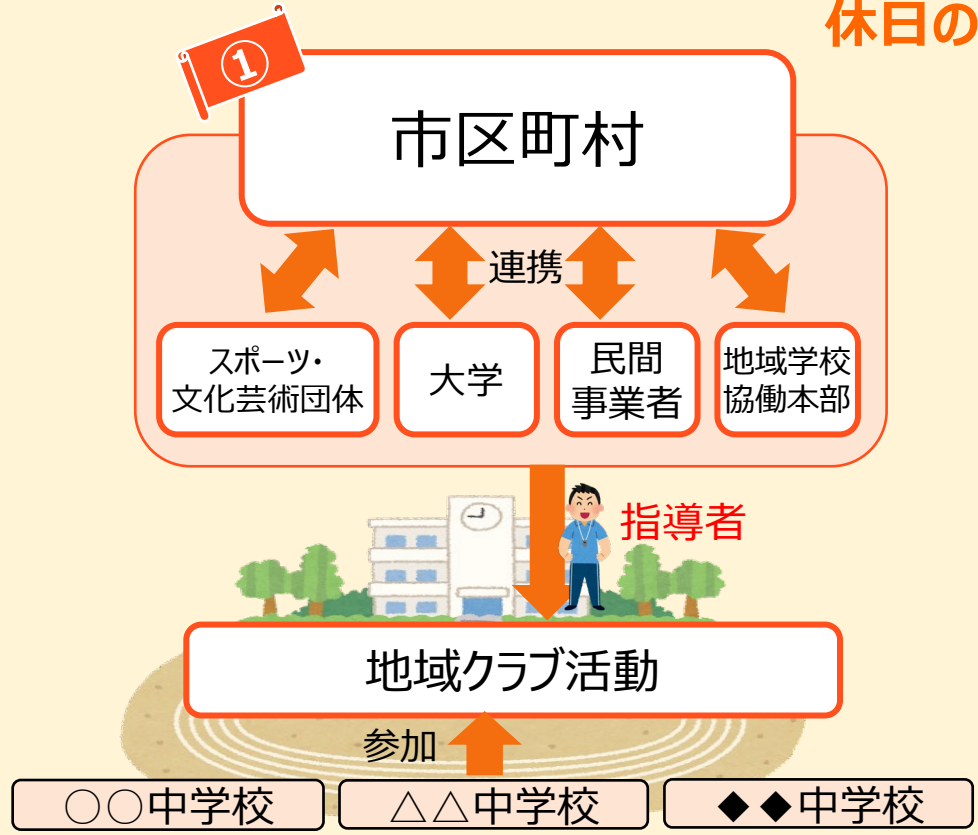 休日の
①
市区町村
連携
スポーツ・
文化芸術団体
大学
民間
事業者
地域学校
協働本部
指導者
地域クラブ活動
参加
○○中学校
△△中学校
◆◆中学校